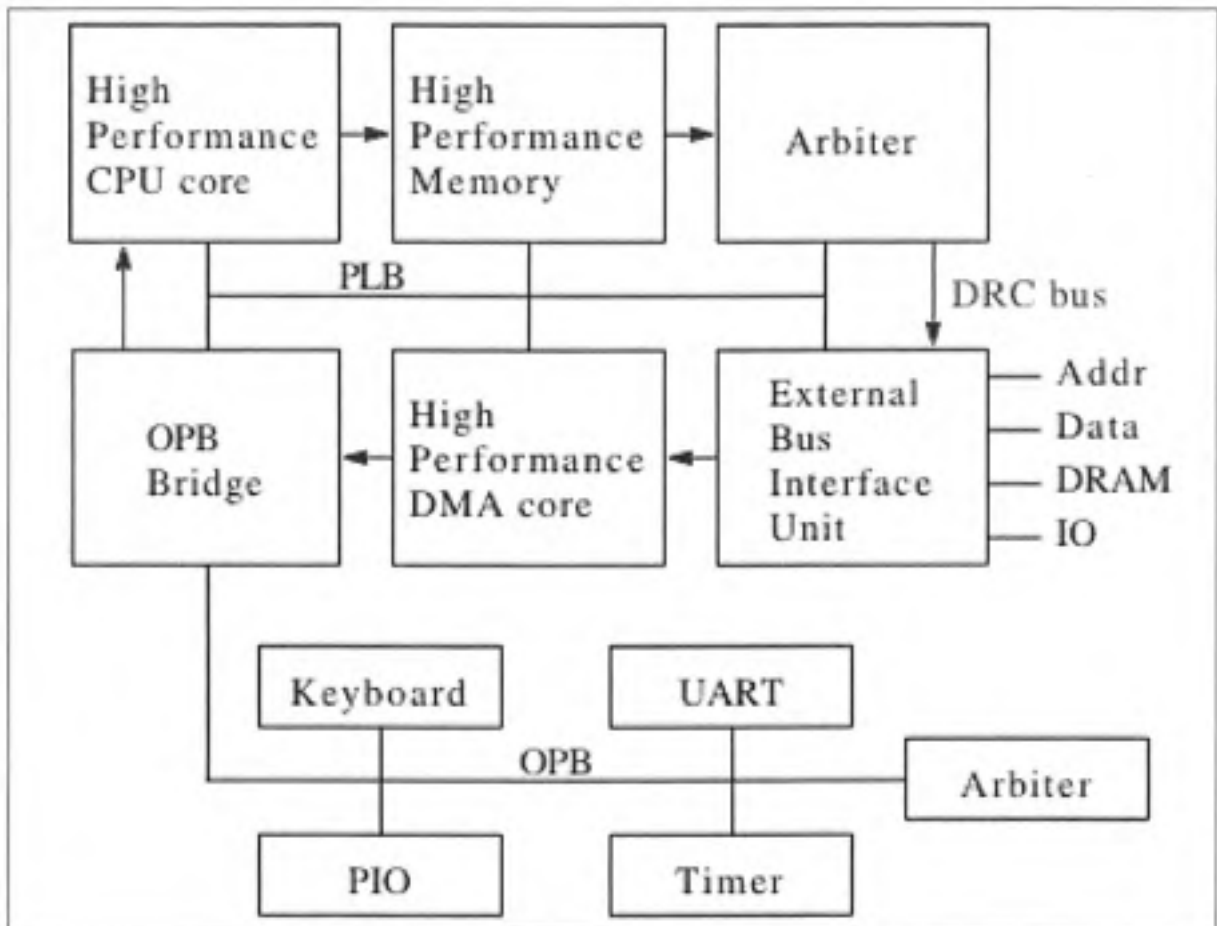 High
Performance
CPU core
High
Performance
Memory
Arbiter
PLB
DRC bus
OPB
Bridge
High
Performance
DMA core
External
Bus
Interface
Unit
Addr
Data
DRAM
IO
Keyboard
UART
OPB
Arbiter
PIO
Timer